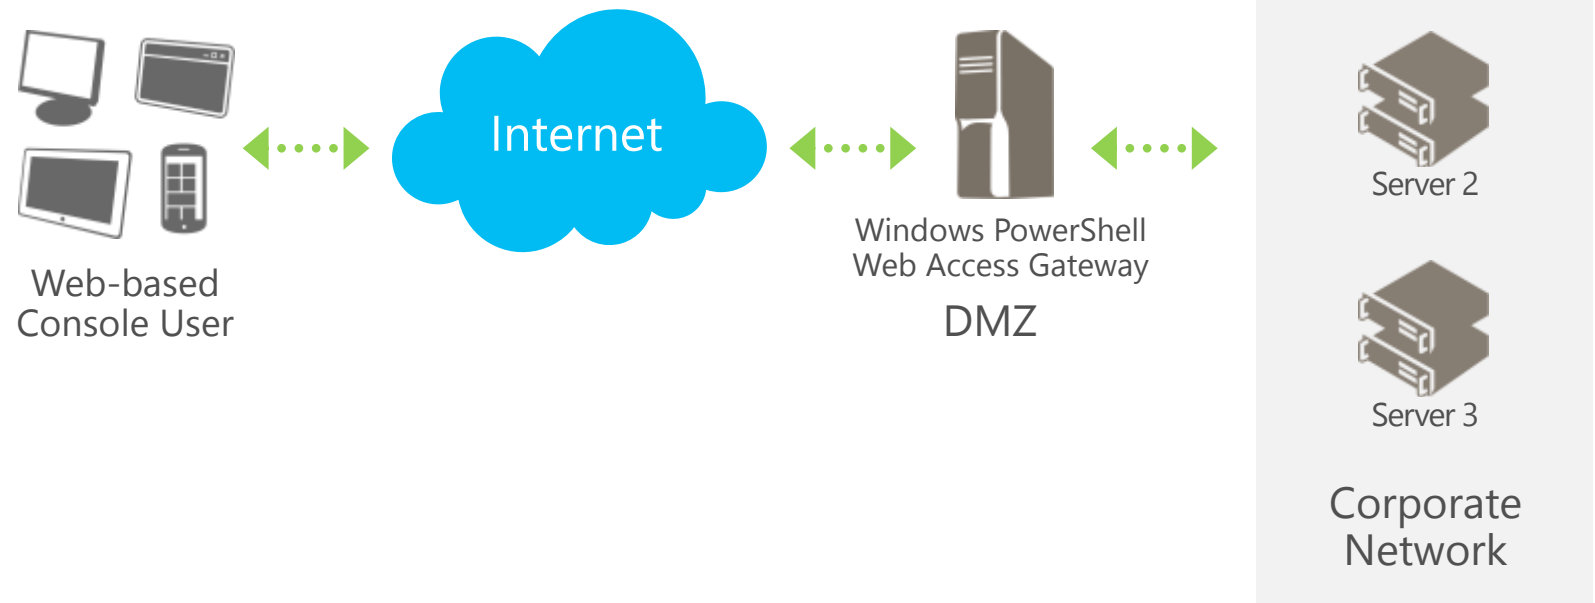 Web-based
Console User
Internet
Windows PowerShell
Web Access Gateway
DMZ
Server 2
Server 3
Corporate
Network